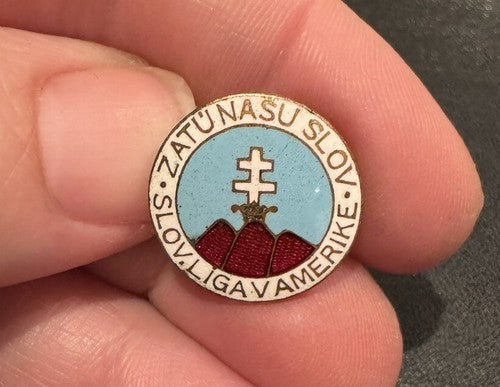 ZA TÚ NAŠU SLOV.
SLOV. LIGA V AMERIKE.